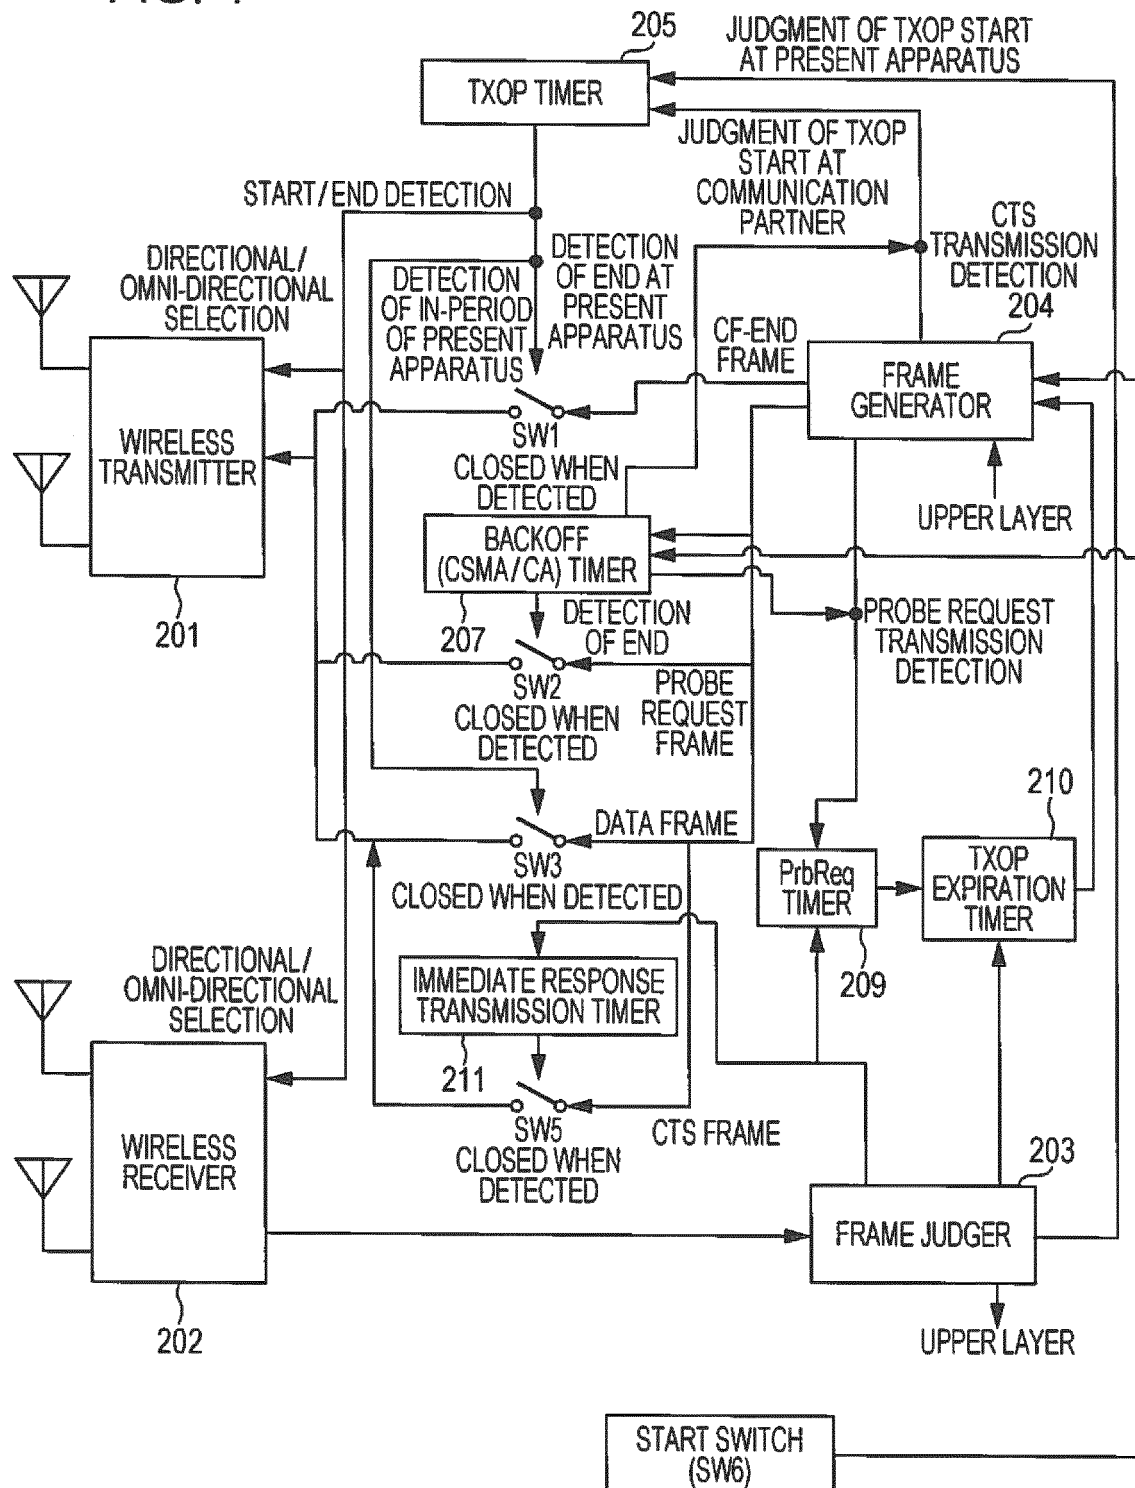 205
JUDGMENT OF TXOP START
AT PRESENT APPARATUS
TXOP TIMER
JUDGMENT OF TXOP
START AT
COMMUNICATION
PARTNER
START/END DETECTION
CTS
TRANSMISSION
DETECTION
204
DIRECTIONAL/
OMNI-DIRECTIONAL
SELECTION
DETECTION
OF IN-PERIOD
OF PRESENT
APPARATUS
DETECTION
OF END AT
PRESENT
APPARATUS
CF-END
FRAME
FRAME
GENERATOR
WIRELESS
TRANSMITTER
201
SW1
CLOSED WHEN
DETECTED
UPPER LAYER
BACKOFF
(CSMA/CA) TIMER
207
DETECTION
OF END
PROBE REQUEST
TRANSMISSION
DETECTION
SW2
CLOSED WHEN
DETECTED
PROBE
REQUEST
FRAME
210
DATA FRAME
SW3
CLOSED WHEN DETECTED
PrbReq
TIMER
209
TXOP
EXPIRATION
TIMER
DIRECTIONAL/
OMNI-DIRECTIONAL
SELECTION
IMMEDIATE RESPONSE
TRANSMISSION TIMER
211
SW5
CLOSED WHEN
DETECTED
CTS FRAME
WIRELESS
RECEIVER
202
203
FRAME JUDGER
UPPER LAYER
START SWITCH
(SW6)